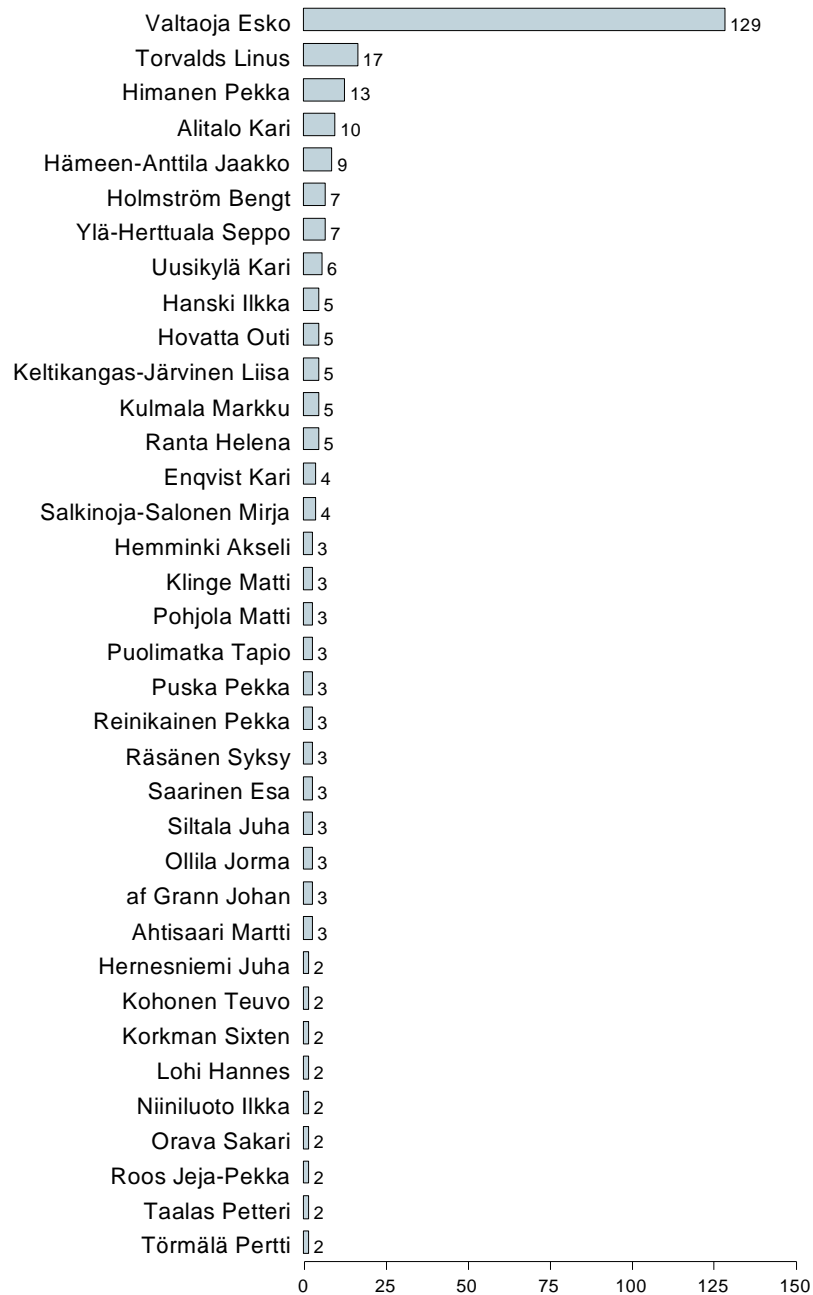 Valtaoja Esko 129
Torvalds Linus 17
Himanen Pekka 13
Alitalo Kari 10
Hämeen-Anttila Jaakko 9
Holmström Bengt 7
Ylä-Herttuala Seppo 7
Uusikylä Kari 6
Hanski Ilkka 5
Hovatta Outi 5
Keltikangas-Järvinen Liisa 5
Kulmala Markku 5
Ranta Helena 5
Enqvist Kari 4
Salkinoja-Salonen Mirja 4
Hemminki Akseli 3
Klinge Matti 3
Pohjola Matti 3
Puolimatka Tapio 3
Puska Pekka 3
Reinikainen Pekka 3
Räsänen Syksy 3
Saarinen Esa 3
Siltala Juha 3
Ollila Jorma 3
af Grann Johan 3
Ahtisaari Martti 3
Hernesniemi Juha 2
Kohonen Teuvo 2
Korkman Sixten 2
Lohi Hannes 2
Niiniluoto Ilkka 2
Orava Sakari 2
Roos Jeja-Pekka 2
Taalas Petteri 2
Törmälä Pertti 2
0 25 50 75 100 125 150